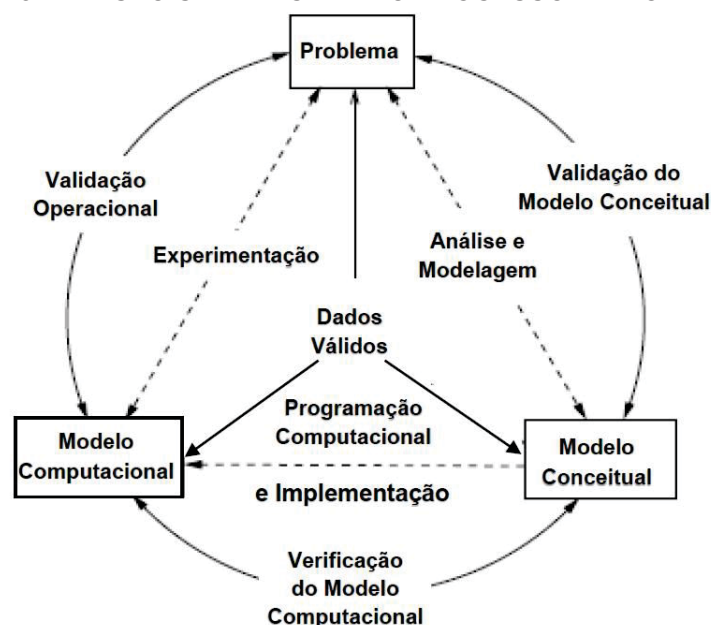 Problema
Validação
Operacional
Validação do
Modelo Conceitual
Experimentação
Análise e
Modelagem
Dados
Válidos
Programação
Computacional
Modelo
Computacional
Modelo
Conceitual
e Implementação
Verificação
do Modelo
Computacional